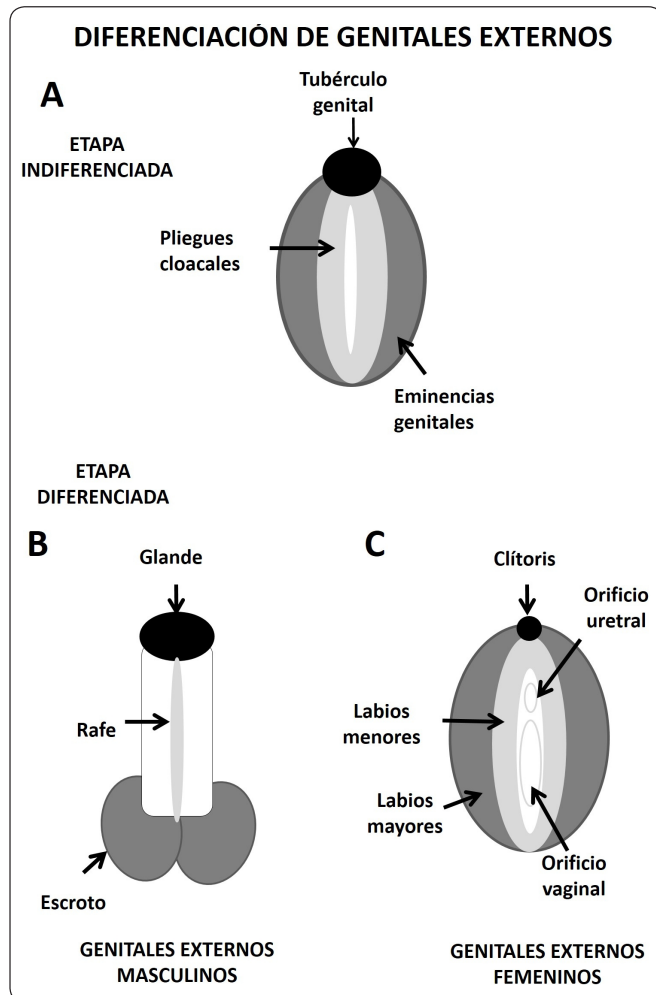 DIFERENCIACIÓN DE GENITALES EXTERNOS
A
Tubérculo
genital
ETAPA
INDIFERENCIADA
Pliegues
cloacales
Eminencias
genitales
ETAPA
DIFERENCIADA
B
Glande
Rafe
Escroto
GENITALES EXTERNOS
MASCULINOS
C
Clítoris
Orificio
uretral
Labios
menores
Labios
mayores
Orificio
vaginal
GENITALES EXTERNOS
FEMENINOS